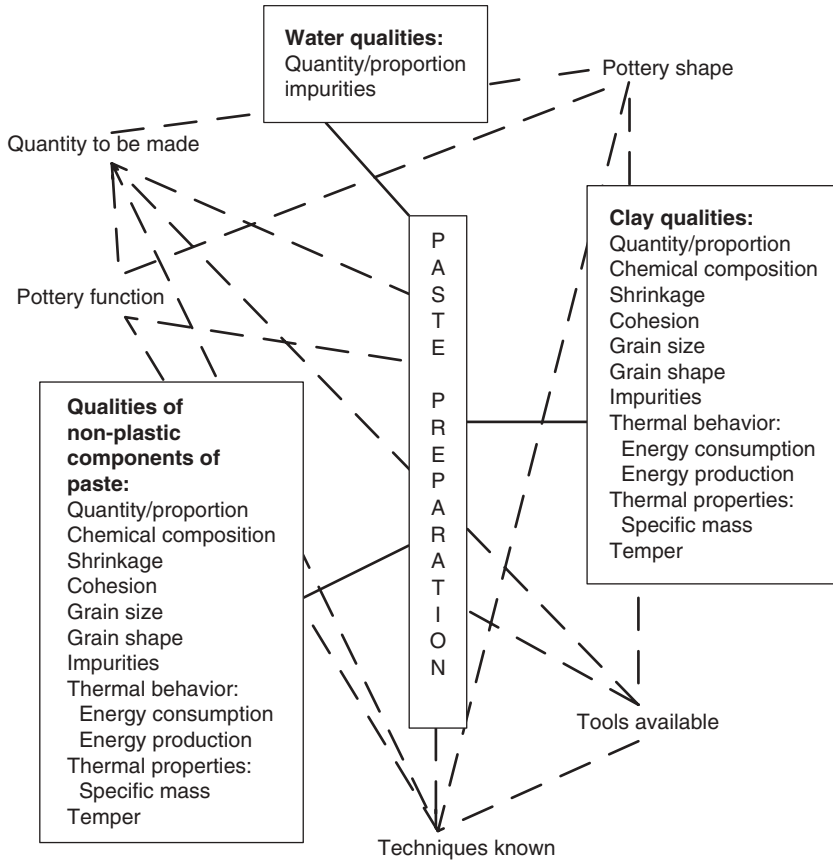 Water qualities:
Quantity/proportion
impurities
Pottery shape
Quantity to be made
Pottery function
PASTE PREPARATION
Clay qualities:
Quantity/proportion
Chemical composition
Shrinkage
Cohesion
Grain size
Grain shape
Impurities
Thermal behavior:
Energy consumption
Energy production
Thermal properties:
Specific mass
Temper
Qualities of
non-plastic
components of
paste:
Quantity/proportion
Chemical composition
Shrinkage
Cohesion
Grain size
Grain shape
Impurities
Thermal behavior:
Energy consumption
Energy production
Thermal properties:
Specific mass
Temper
Tools available
Techniques known